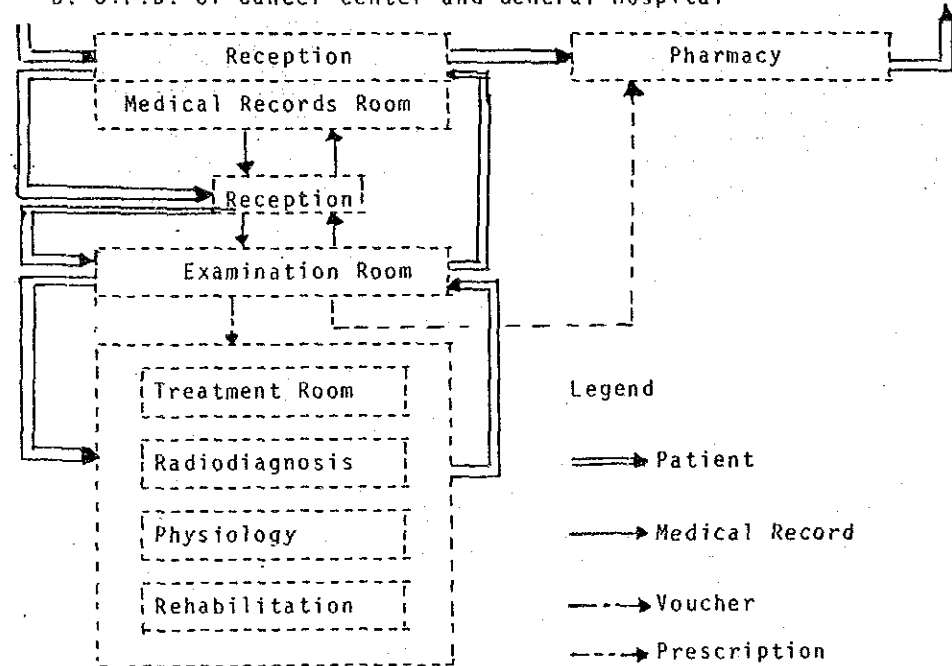 Reception
Pharmacy
Medical Records Room
Reception
Examination Room
Treatment Room
Radiodiagnosis
Physiology
Rehabilitation
Legend
Patient
Medical Record
Voucher
Prescription